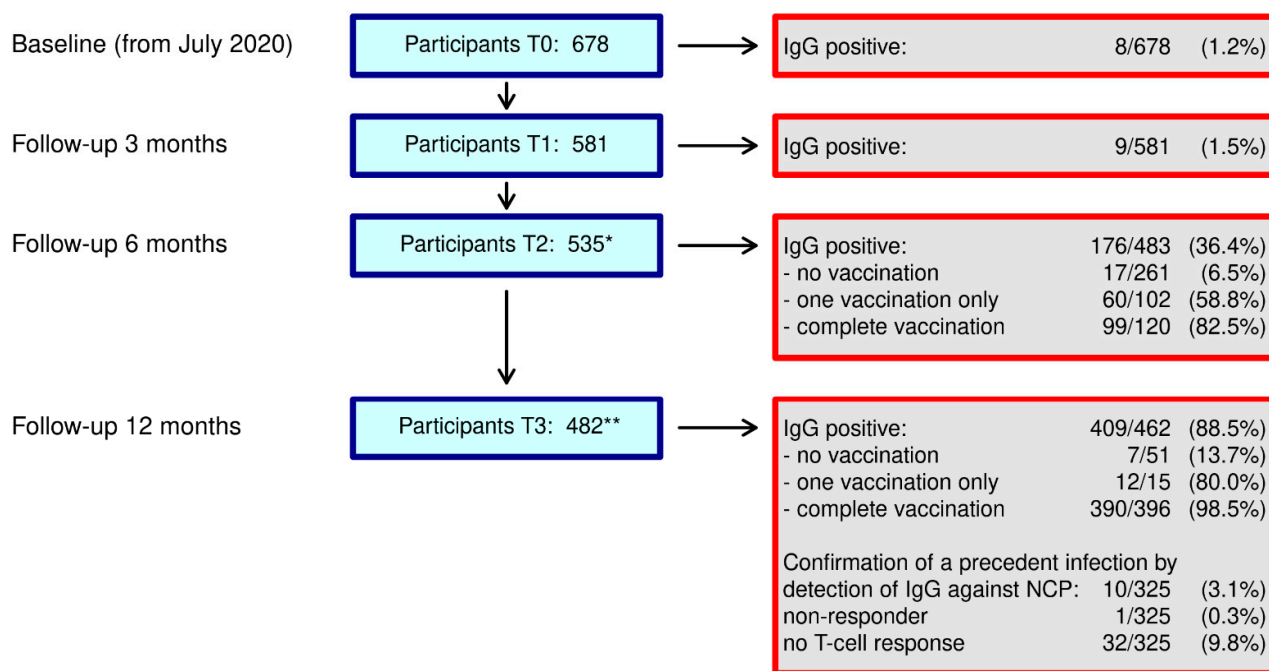 Baseline (from July 2020)
Participants T0: 678
IgG positive: 8/678 (1.2%)
Follow-up 3 months
Participants T1: 581
IgG positive: 9/581 (1.5%)
Follow-up 6 months
Participants T2: 535*
IgG positive: 176/483 (36.4%)
- no vaccination 17/261 (6.5%)
- one vaccination only 60/102 (58.8%)
- complete vaccination 99/120 (82.5%)
Follow-up 12 months
Participants T3: 482**
IgG positive: 409/462 (88.5%)
- no vaccination 7/51 (13.7%)
- one vaccination only 12/15 (80.0%)
- complete vaccination 390/396 (98.5%)
Confirmation of a precedent infection by
detection of IgG against NCP: 10/325 (3.1%)
non-responder 1/325 (0.3%)
no T-cell response 32/325 (9.8%)